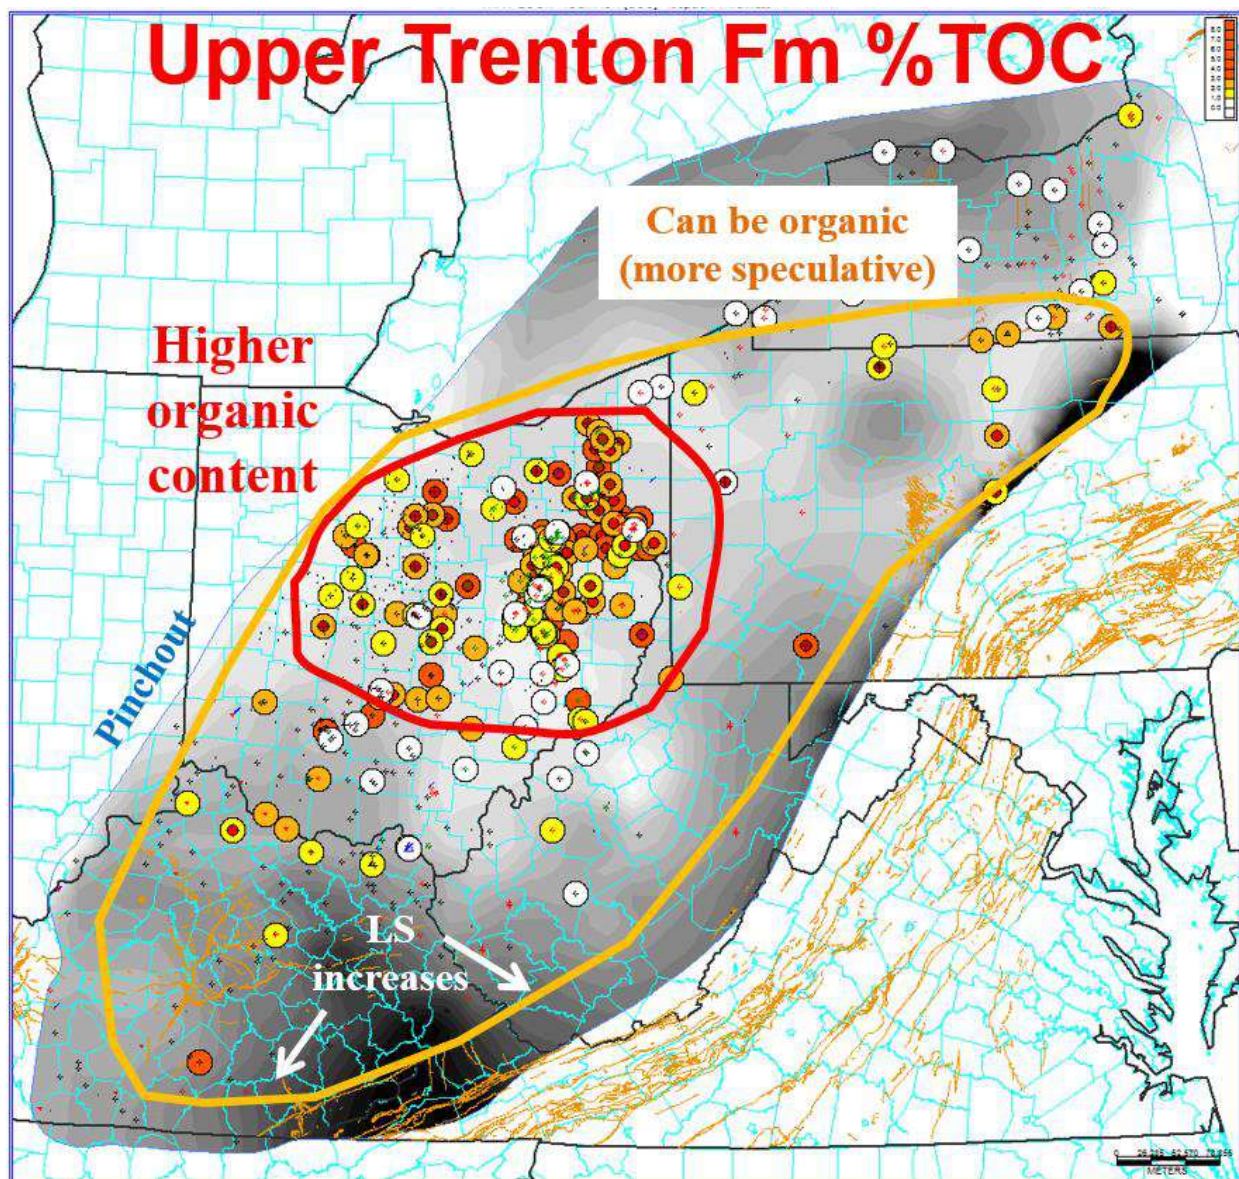 Upper Trenton Fm %TOC
Can be organic
(more speculative)
Higher
organic
content
Pinchout
LS
increases
METERS